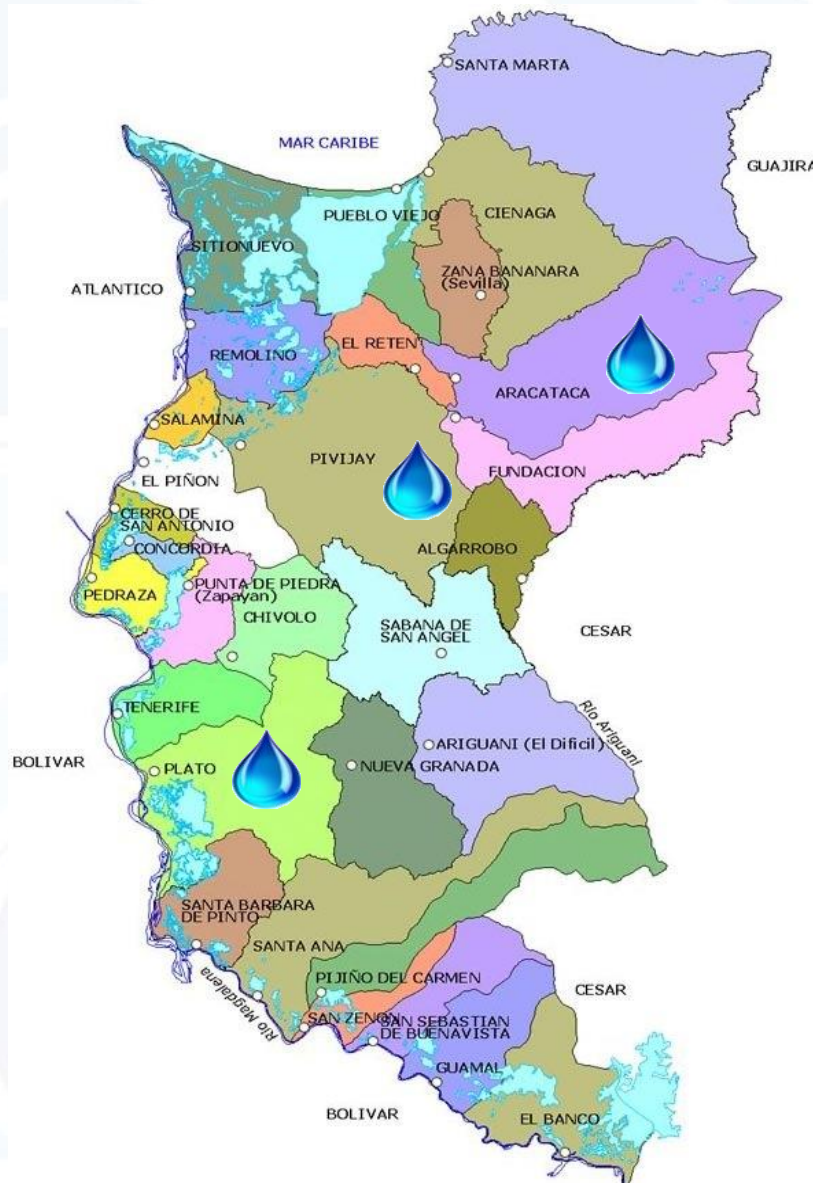 SANTA MARTA
MAR CARIBE
GUAJIRA
PUEBLO VIEJO
CIENAGA
SITIONUEVO
ZANA BANANARA
(Sevilla)
ATLANTICO
REMOLINO
EL RETEN
ARACATACA
SALAMINA
PIVIJAY
FUNDACION
EL PIÑON
CERRO DE
SAN ANTONIO
CONCORDIA
ALGARROBO
PEDRAZA
PUNTA DE PIEDRA
(Zapayan)
CHIVOLO
SABANA DE
SAN ANGEL
CESAR
TENERIFE
Río Ariguaní
BOLIVAR
PLATO
NUEVA GRANADA
ARIGUANI (El Dificil)
SANTA BARBARA
DE PINTO
SANTA ANA
PIJIÑO DEL CARMEN
CESAR
Río Magdalena
SAN ZENON
SAN SEBASTIAN
DE BUENAVISTA
GUAMAL
BOLIVAR
EL BANCO